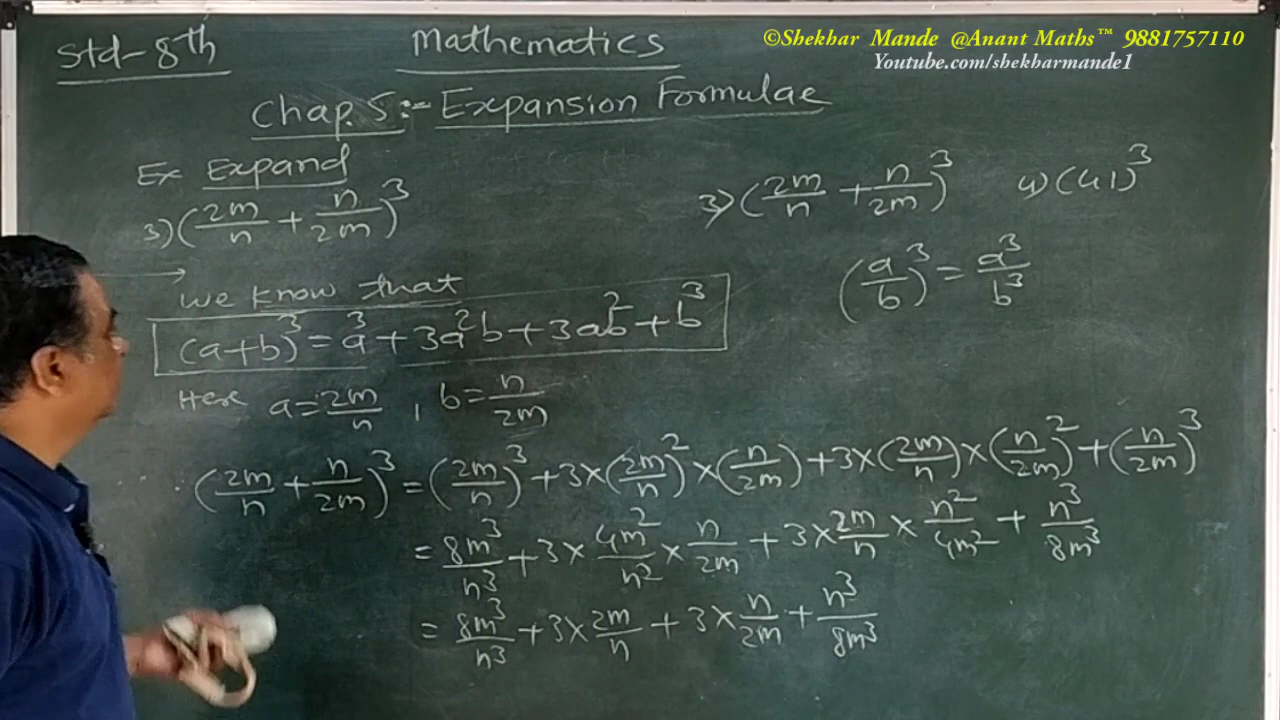 ©Shekhar Mande @Anant Maths™ 9881757110
Youtube.com/shekharmande1
Std-8th
Mathematics
Chap. 5:- Expansion Formulae
Ex Expand
3) (2m/n + n/2m)³
3) (2m/n + n/2m)³ 4) (41)³
(a/b)³ = a³/b³
we know that
(a+b)³ = a³ + 3a²b + 3ab² + b³
Here a = 2m/n , b = n/2m
(2m/n + n/2m)³ = (2m/n)³ + 3×(2m/n)²×(n/2m) + 3×(2m/n)×(n/2m)² + (n/2m)³
= 8m³/n³ + 3×4m²/n²×n/2m + 3×2m/n×n²/4m² + n³/8m³
= 8m³/n³ + 3×2m/n + 3×n/2m + n³/8m³